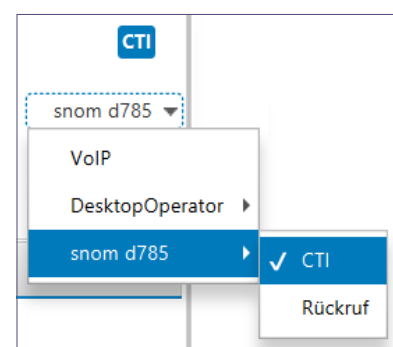 CTI
snom d785
VoIP
DesktopOperator
snom d785
CTI
Rückruf